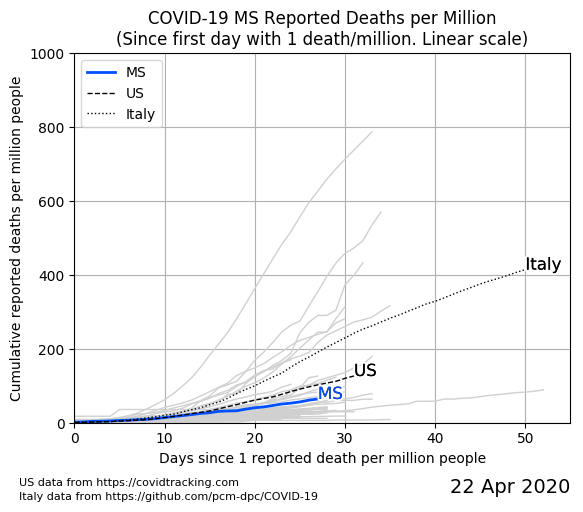 COVID-19 MS Reported Deaths per Million
(Since first day with 1 death/million. Linear scale)
Cumulative reported deaths per million people
1000
800
600
400
200
0
MS
US
Italy
Italy
US
MS
0 10 20 30 40 50
Days since 1 reported death per million people
US data from https://covidtracking.com
Italy data from https://github.com/pcm-dpc/COVID-19
22 Apr 2020